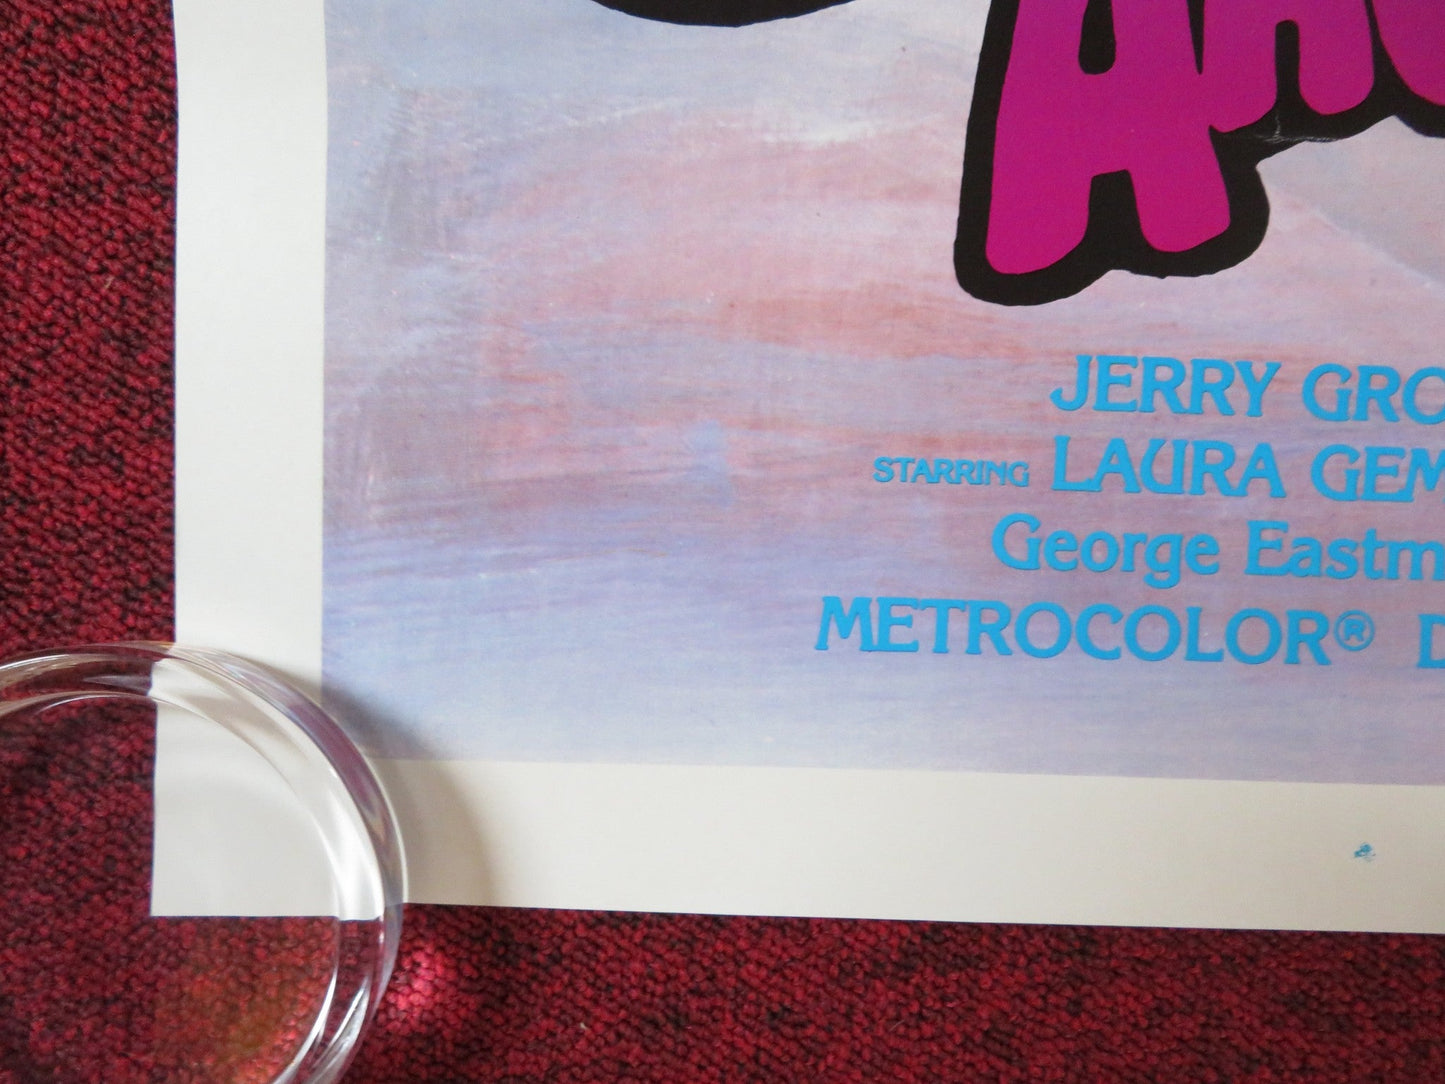 JERRY GRO
STARRING LAURA GEM
George Eastm
METROCOLOR® D